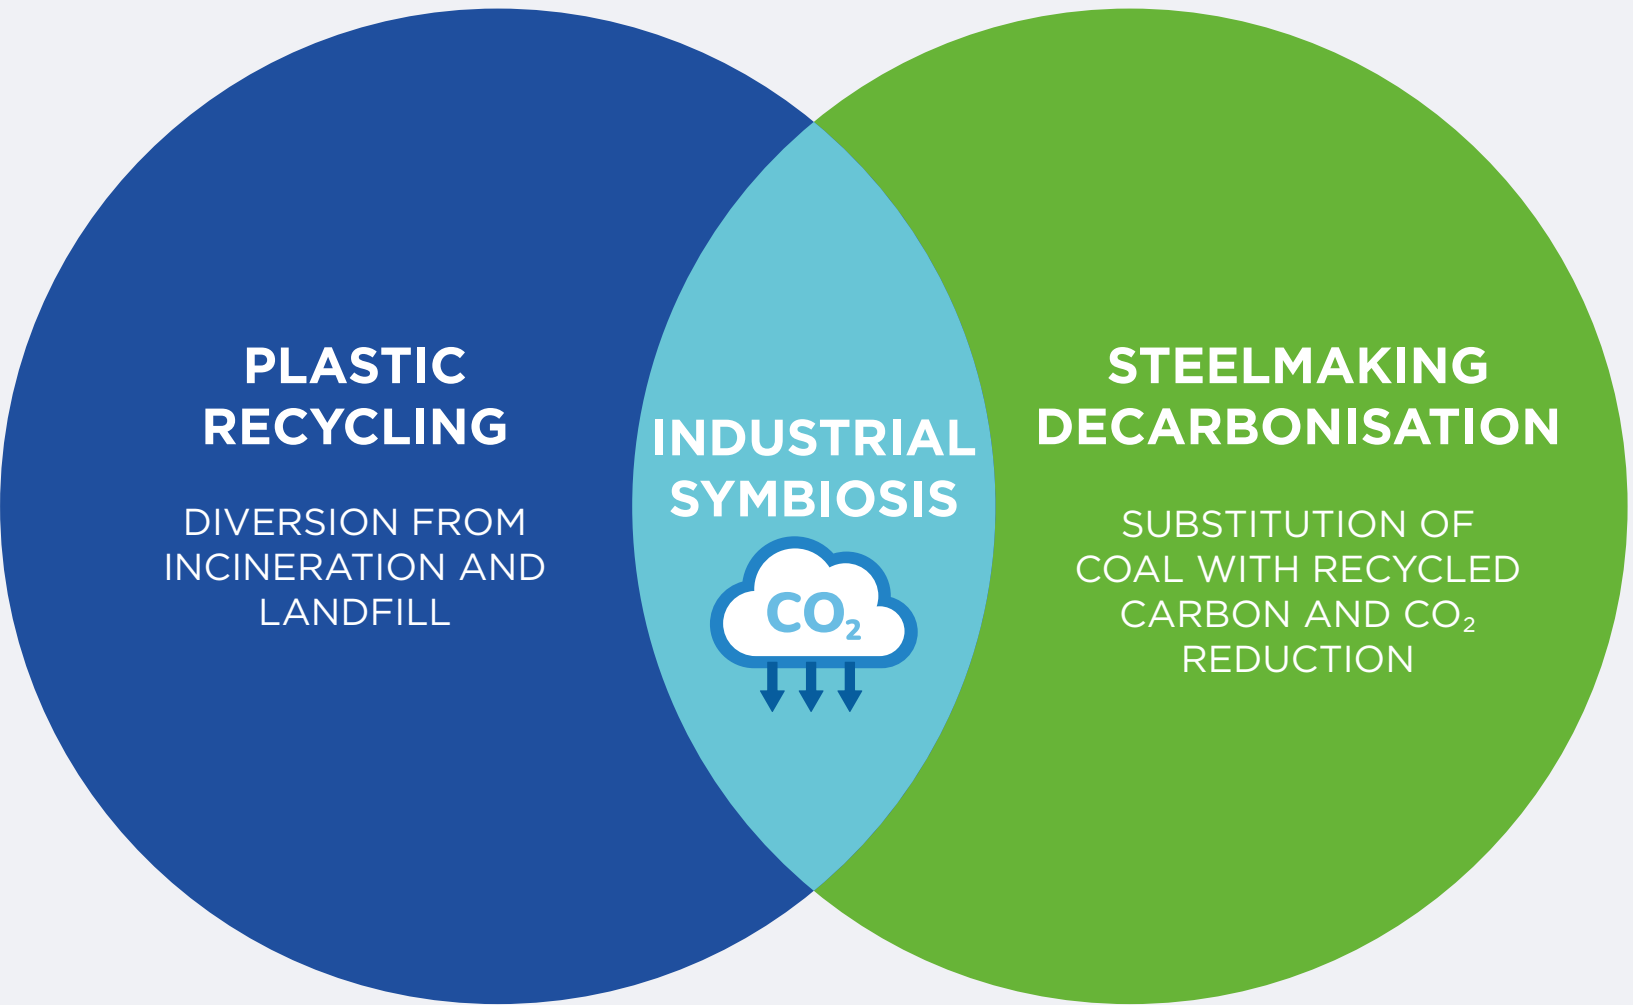 PLASTIC
RECYCLING
DIVERSION FROM
INCINERATION AND
LANDFILL
INDUSTRIAL
SYMBIOSIS
CO₂
STEELMAKING
DECARBONISATION
SUBSTITUTION OF
COAL WITH RECYCLED
CARBON AND CO₂
REDUCTION